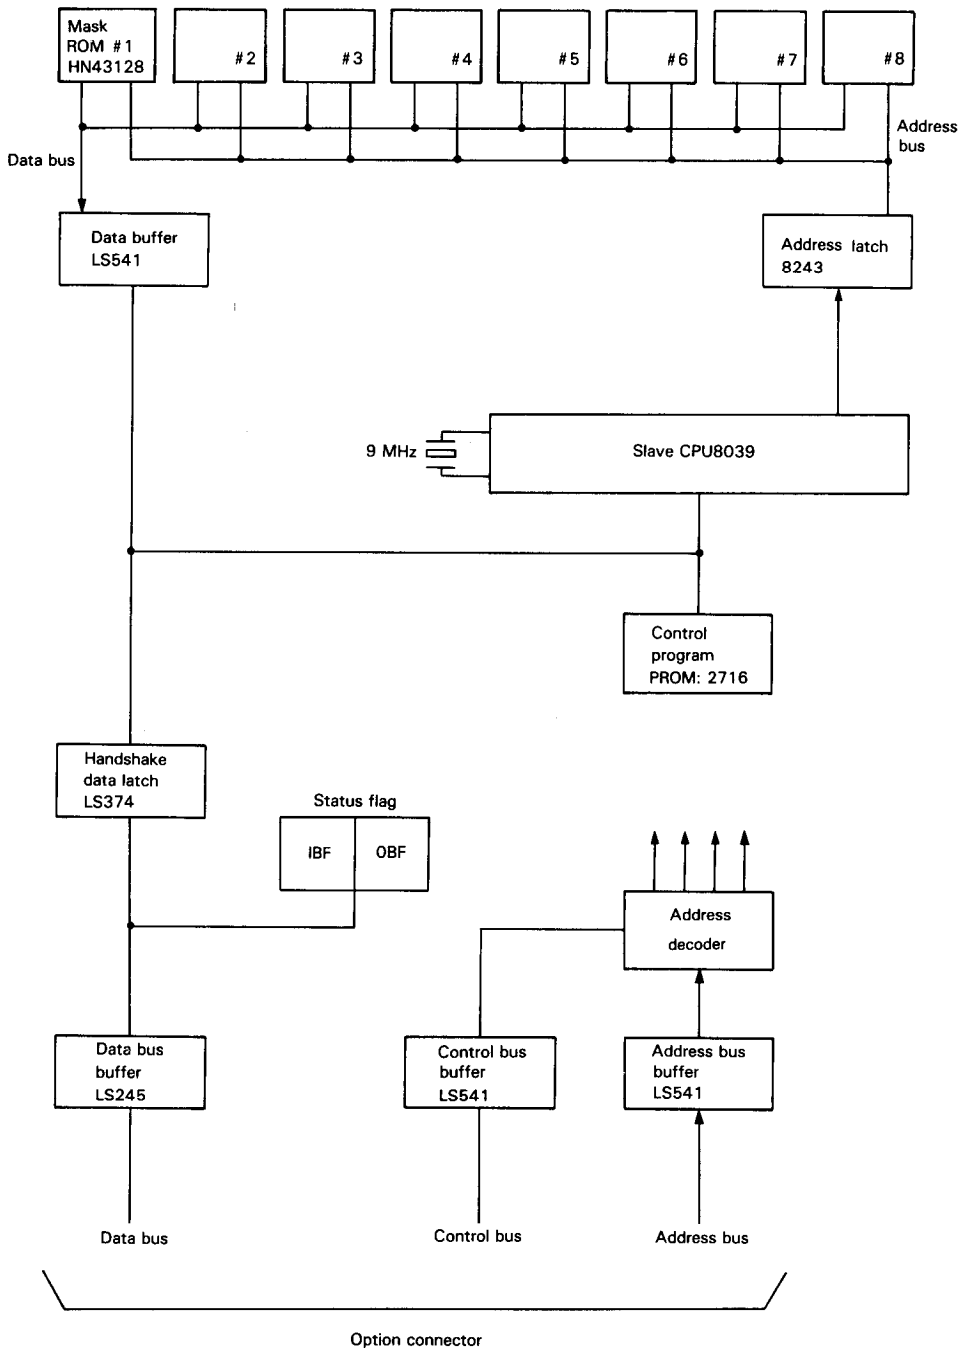 Mask
ROM #1
HN43128
#2
#3
#4
#5
#6
#7
#8
Data bus
Address
bus
Data buffer
LS541
Address latch
8243
9 MHz
Slave CPU8039
Control
program
PROM: 2716
Handshake
data latch
LS374
Status flag
IBF
OBF
Address
decoder
Data bus
buffer
LS245
Control bus
buffer
LS541
Address bus
buffer
LS541
Data bus
Control bus
Address bus
Option connector